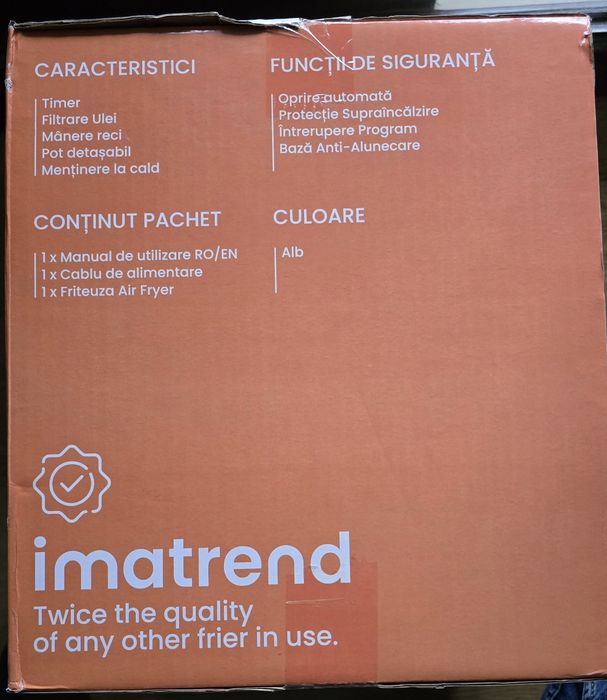 CARACTERISTICI
Timer
Filtrare Ulei
Mânere reci
Pot detașabil
Menținere la cald
FUNCȚII DE SIGURANȚĂ
Oprire automată
Protecție Supraîncălzire
Întrerupere Program
Bază Anti-Alunecare
CONȚINUT PACHET
1 x Manual de utilizare RO/EN
1 x Cablu de alimentare
1 x Friteuza Air Fryer
CULOARE
Alb
imatrend
Twice the quality
of any other frier in use.